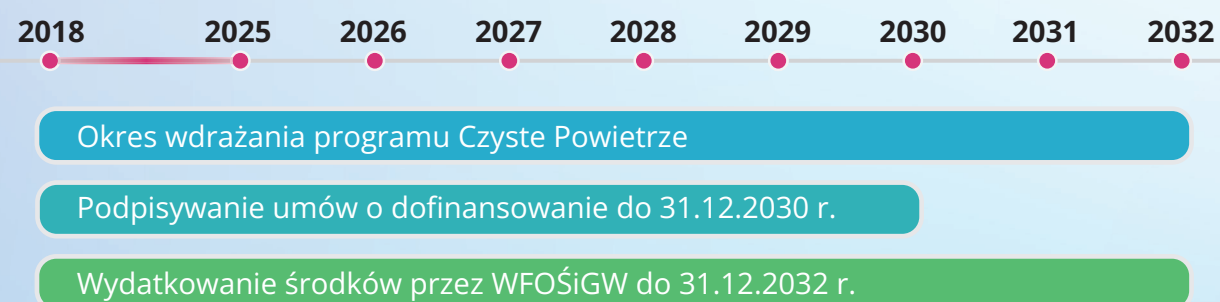 2018 2025 2026 2027 2028 2029 2030 2031 2032
Okres wdrażania programu Czyste Powietrze
Podpisywanie umów o dofinansowanie do 31.12.2030 r.
Wydatkowanie środków przez WFOŚiGW do 31.12.2032 r.